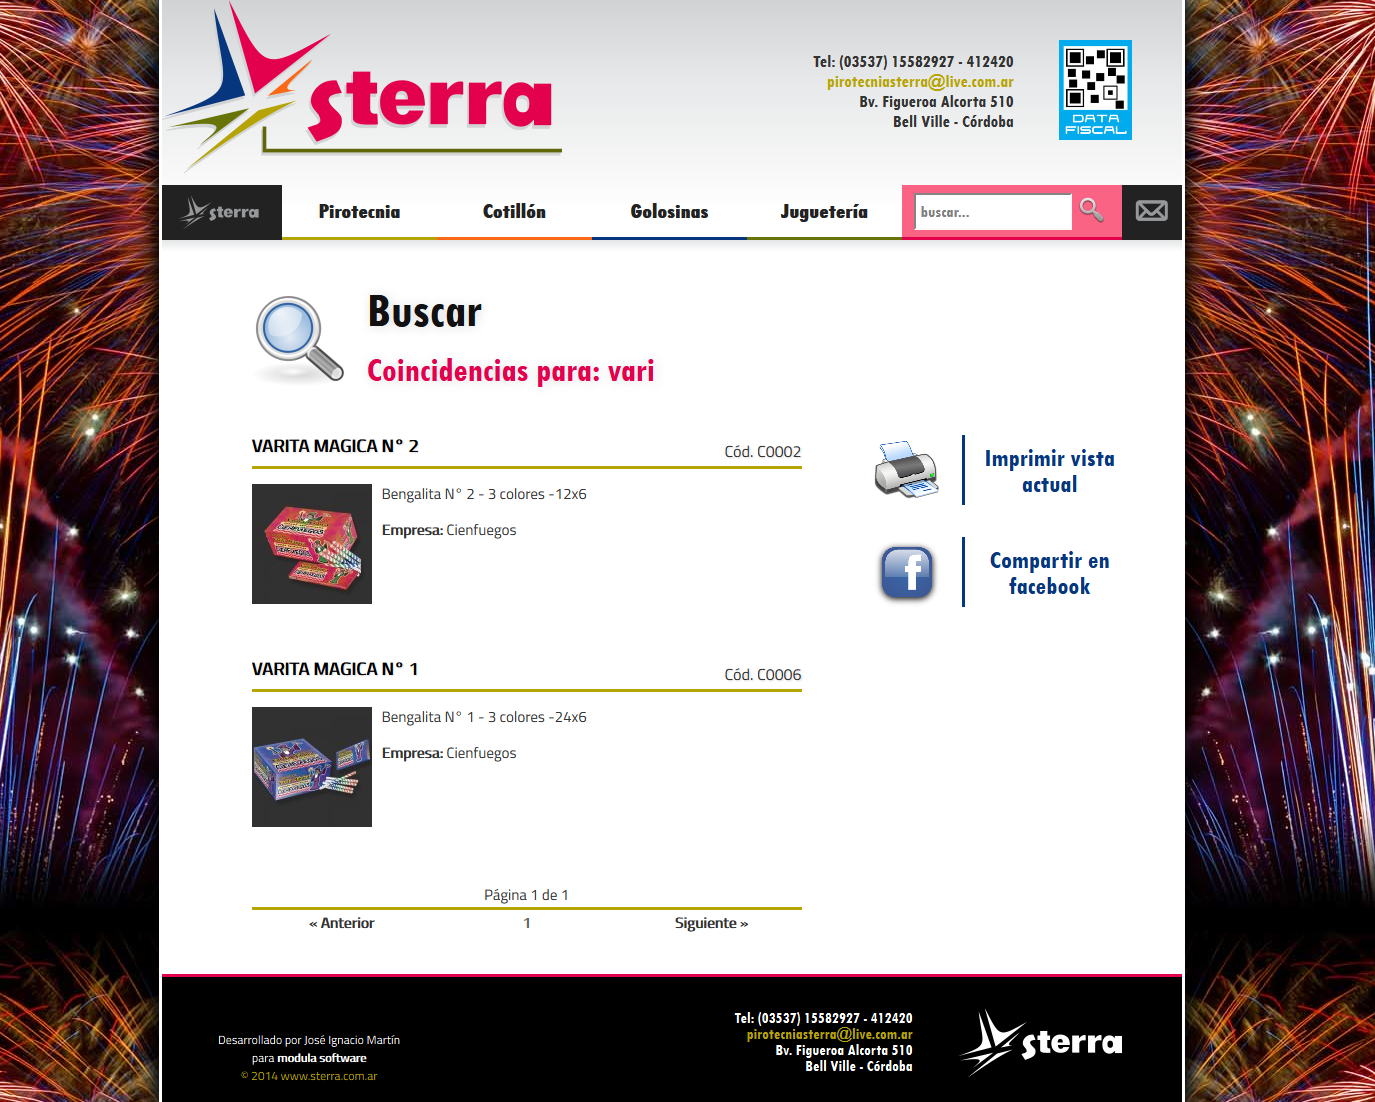 sterra
Tel: (03537) 15582927 - 412420
pirotecniasterra@live.com.ar
Bv. Figueroa Alcorta 510
Bell Ville - Córdoba
DATA
FISCAL
sterra
Pirotecnia
Cotillón
Golosinas
Juguetería
buscar...
Buscar
Coincidencias para: vari
VARITA MAGICA N° 2
Cód. C0002
Bengalita N° 2 - 3 colores -12x6
Empresa: Cienfuegos
Imprimir vista
actual
Compartir en
facebook
VARITA MAGICA N° 1
Cód. C0006
Bengalita N° 1 - 3 colores -24x6
Empresa: Cienfuegos
Página 1 de 1
« Anterior
1
Siguiente »
Desarrollado por José Ignacio Martín
para modula software
© 2014 www.sterra.com.ar
Tel: (03537) 15582927 - 412420
pirotecniasterra@live.com.ar
Bv. Figueroa Alcorta 510
Bell Ville - Córdoba
sterra